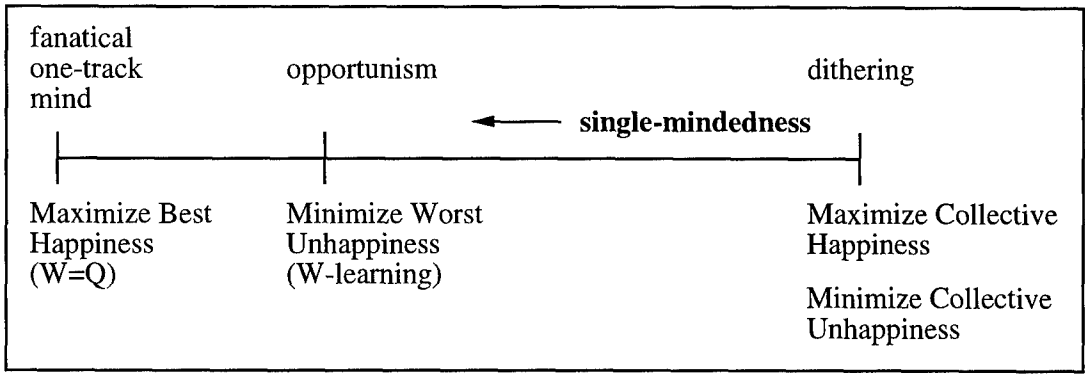 fanatical
one-track
mind
opportunism
dithering
single-mindedness
Maximize Best
Happiness
(W=Q)
Minimize Worst
Unhappiness
(W-learning)
Maximize Collective
Happiness
Minimize Collective
Unhappiness